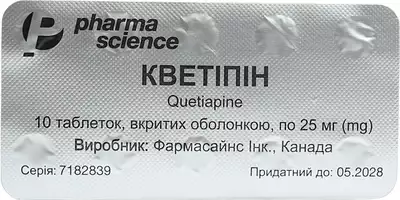 pharma
science
КВЕТІПІН
Quetiapine
10 таблеток, вкритих оболонкою, по 25 мг (mg)
Виробник: Фармасайнс Інк., Канада
Серія: 7182839 Придатний до: 05.2028